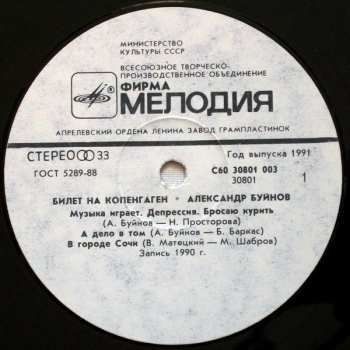 МИНИСТЕРСТВО
КУЛЬТУРЫ СССР
ВСЕСОЮЗНОЕ ТВОРЧЕСКО-
ПРОИЗВОДСТВЕННОЕ ОБЪЕДИНЕНИЕ
ФИРМА
МЕЛОДИЯ
АПРЕЛЕВСКИЙ ОРДЕНА ЛЕНИНА ЗАВОД ГРАМПЛАСТИНОК
СТЕРЕО 33
Год выпуска 1991
ГОСТ 5289-88
С60 30801 003
30801
1
БИЛЕТ НА КОПЕНГАГЕН • АЛЕКСАНДР БУЙНОВ
Музыка играет. Депрессия. Бросаю курить
(А. Буйнов — Н. Просторова)
А дело в том (А. Буйнов — Б. Баркас)
В городе Сочи (В. Матецкий — М. Шабров)
Запись 1990 г.